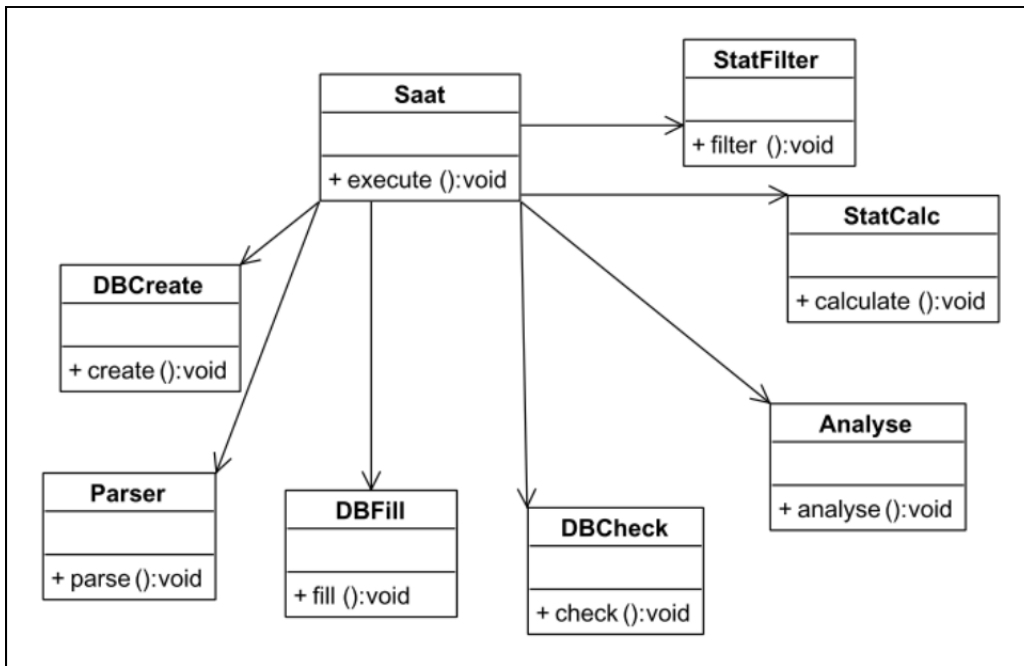 StatFilter
+ filter ():void
Saat
+ execute ():void
StatCalc
+ calculate ():void
DBCreate
+ create ():void
Analyse
+ analyse ():void
Parser
+ parse ():void
DBFill
+ fill ():void
DBCheck
+ check ():void